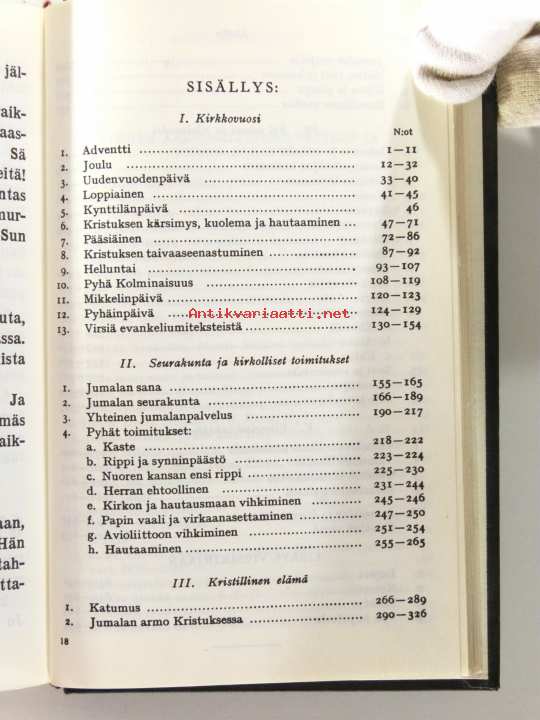 jäl-
aik-
aas-
Sä
eitä!
ntas
mur-
Sun
uta,
ssa.
ista
Ja
mäs
aik-
aan,
Hän
tah-
tta-
SISÄLLYS:
I. Kirkkovuosi
N:ot
1. Adventti 1—11
2. Joulu 12—32
3. Uudenvuodenpäivä 33—40
4. Loppiainen 41—45
5. Kynttilänpäivä 46
6. Kristuksen kärsimys, kuolema ja hautaaminen 47—71
7. Pääsiäinen 72—86
8. Kristuksen taivaaseenastuminen 87—92
9. Helluntai 93—107
10. Pyhä Kolminaisuus 108—119
11. Mikkelinpäivä 120—123
12. Pyhäinpäivä 124—129
13. Virsiä evankeliumiteksteistä 130—154
Antikvariaatti.net
II. Seurakunta ja kirkolliset toimitukset
1. Jumalan sana 155—165
2. Jumalan seurakunta 166—189
3. Yhteinen jumalanpalvelus 190—217
4. Pyhät toimitukset:
a. Kaste 218—222
b. Rippi ja synninpäästö 223—224
c. Nuoren kansan ensi rippi 225—230
d. Herran ehtoollinen 231—244
e. Kirkon ja hautausmaan vihkiminen 245—246
f. Papin vaali ja virkaanasettaminen 247—250
g. Avioliittoon vihkiminen 251—254
h. Hautaaminen 255—265
III. Kristillinen elämä
1. Katumus 266—289
2. Jumalan armo Kristuksessa 290—326
18